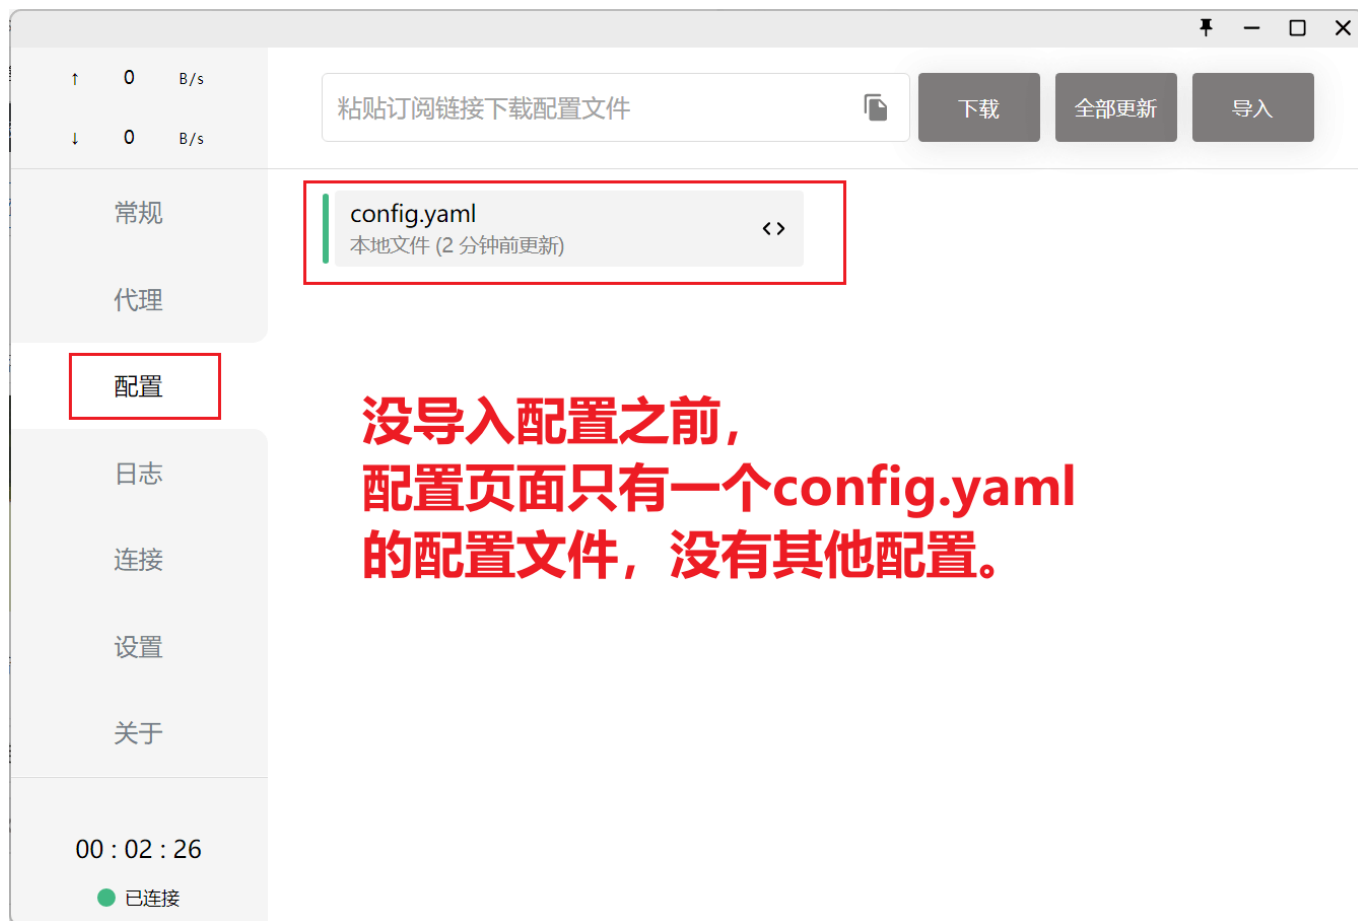 ↑ 0 B/s
↓ 0 B/s
粘贴订阅链接下载配置文件
下载
全部更新
导入
常规
代理
配置
日志
连接
设置
关于
config.yaml
本地文件 (2 分钟前更新)
没导入配置之前，
配置页面只有一个config.yaml
的配置文件，没有其他配置。
00 : 02 : 26
已连接